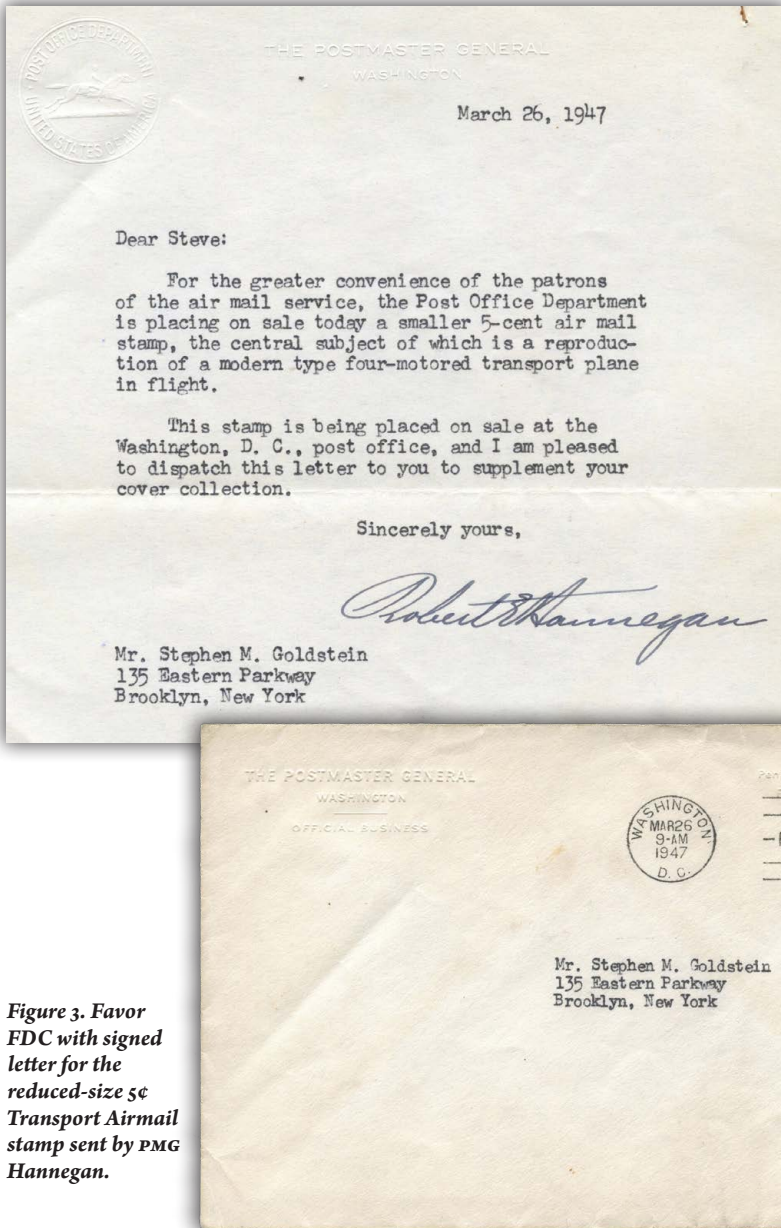 POST OFFICE DEPARTMENT
UNITED STATES OF AMERICA
THE POSTMASTER GENERAL
WASHINGTON
March 26, 1947
Dear Steve:
For the greater convenience of the patrons
of the air mail service, the Post Office Department
is placing on sale today a smaller 5-cent air mail
stamp, the central subject of which is a reproduc-
tion of a modern type four-motored transport plane
in flight.
This stamp is being placed on sale at the
Washington, D. C., post office, and I am pleased
to dispatch this letter to you to supplement your
cover collection.
Sincerely yours,
Robert E Hannegan
Mr. Stephen M. Goldstein
135 Eastern Parkway
Brooklyn, New York
THE POSTMASTER GENERAL
WASHINGTON
OFFICIAL BUSINESS
WASHINGTON
MAR 26
9-AM
1947
D. C.
Mr. Stephen M. Goldstein
135 Eastern Parkway
Brooklyn, New York
Figure 3. Favor
FDC with signed
letter for the
reduced-size 5¢
Transport Airmail
stamp sent by PMG
Hannegan.